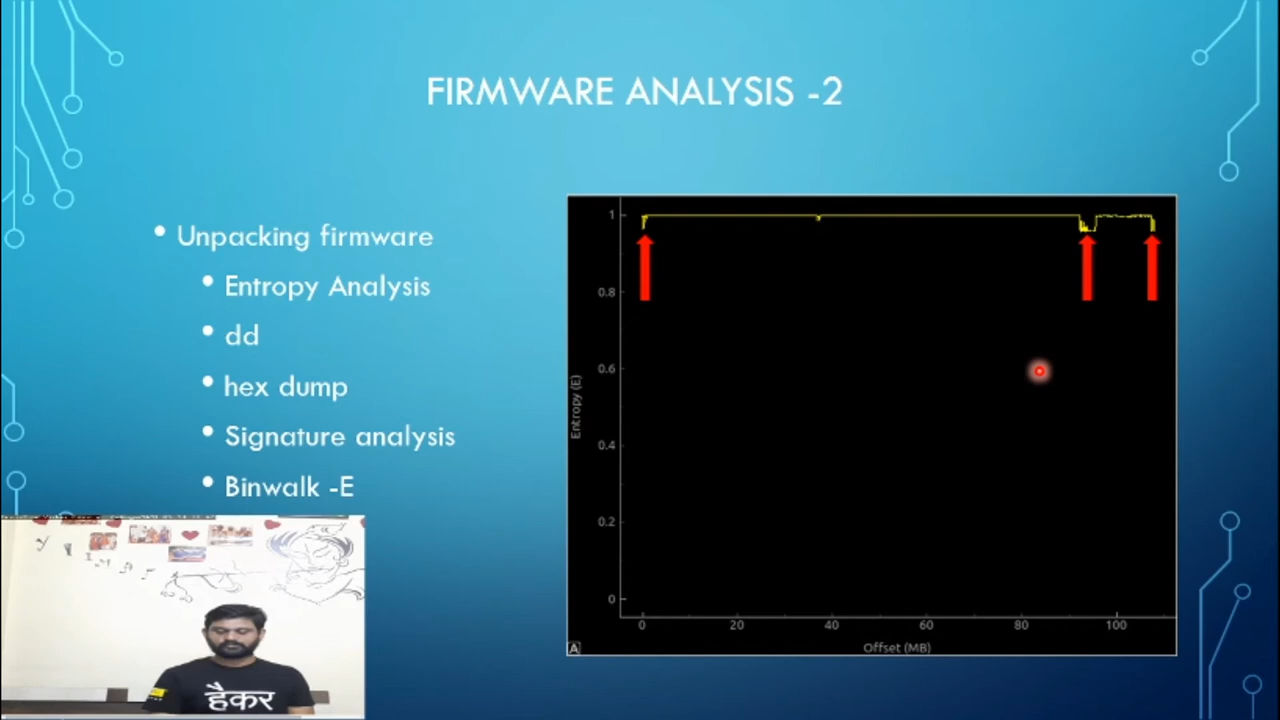 FIRMWARE ANALYSIS -2
Unpacking firmware
Entropy Analysis
dd
hex dump
Signature analysis
Binwalk -E
1
0.8
0.6
0.4
0.2
0
Entropy (E)
0 20 40 60 80 100
Offset (MB)
A
हैकर